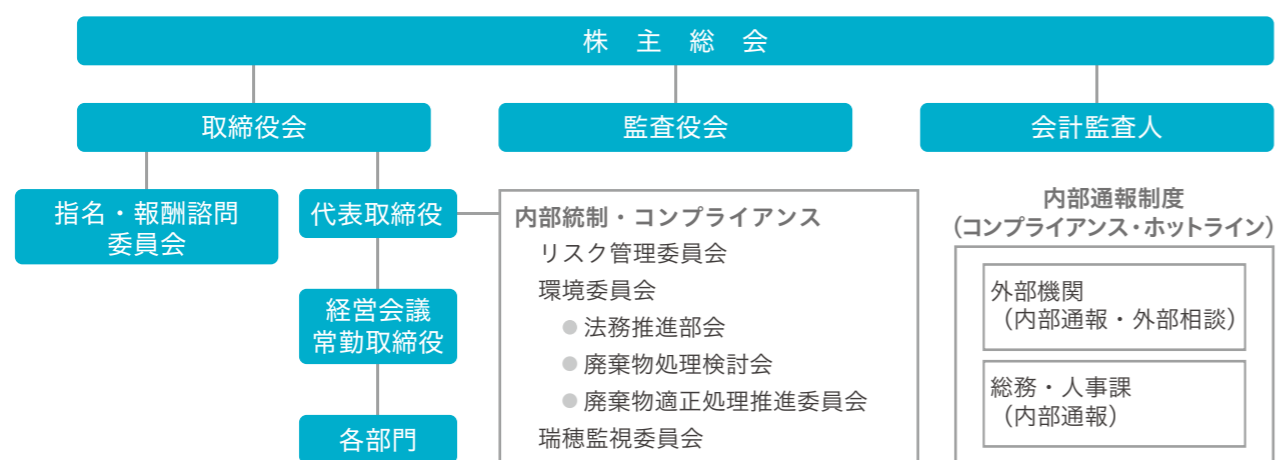 株主総会
取締役会
監査役会
会計監査人
指名・報酬諮問
委員会
代表取締役
経営会議
常勤取締役
各部門
内部統制・コンプライアンス
リスク管理委員会
環境委員会
●法務推進部会
●廃棄物処理検討会
●廃棄物適正処理推進委員会
瑞穂監視委員会
内部通報制度
（コンプライアンス・ホットライン）
外部機関
（内部通報・外部相談）
総務・人事課
（内部通報）